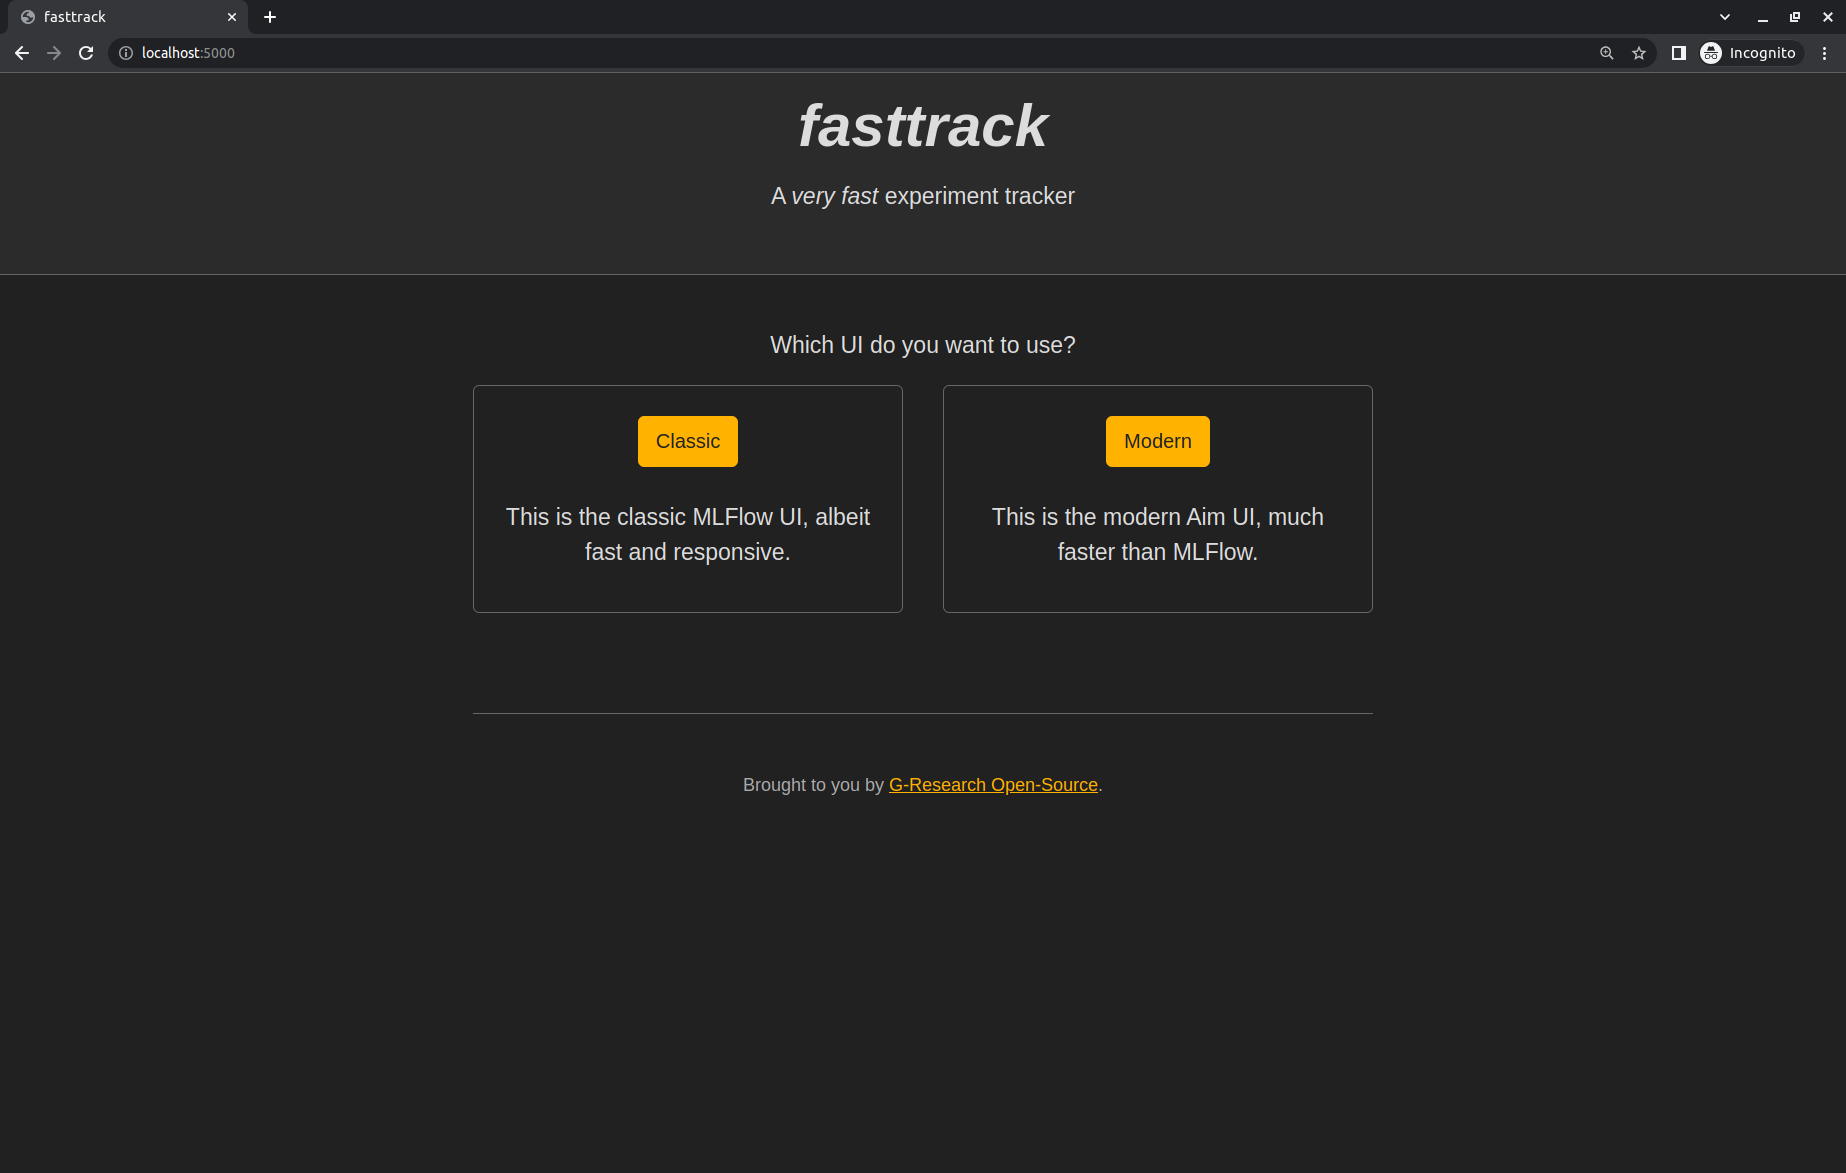 fasttrack
localhost:5000
Incognito
fasttrack
A very fast experiment tracker
Which UI do you want to use?
Classic
This is the classic MLFlow UI, albeit
fast and responsive.
Modern
This is the modern Aim UI, much
faster than MLFlow.
Brought to you by G-Research Open-Source.